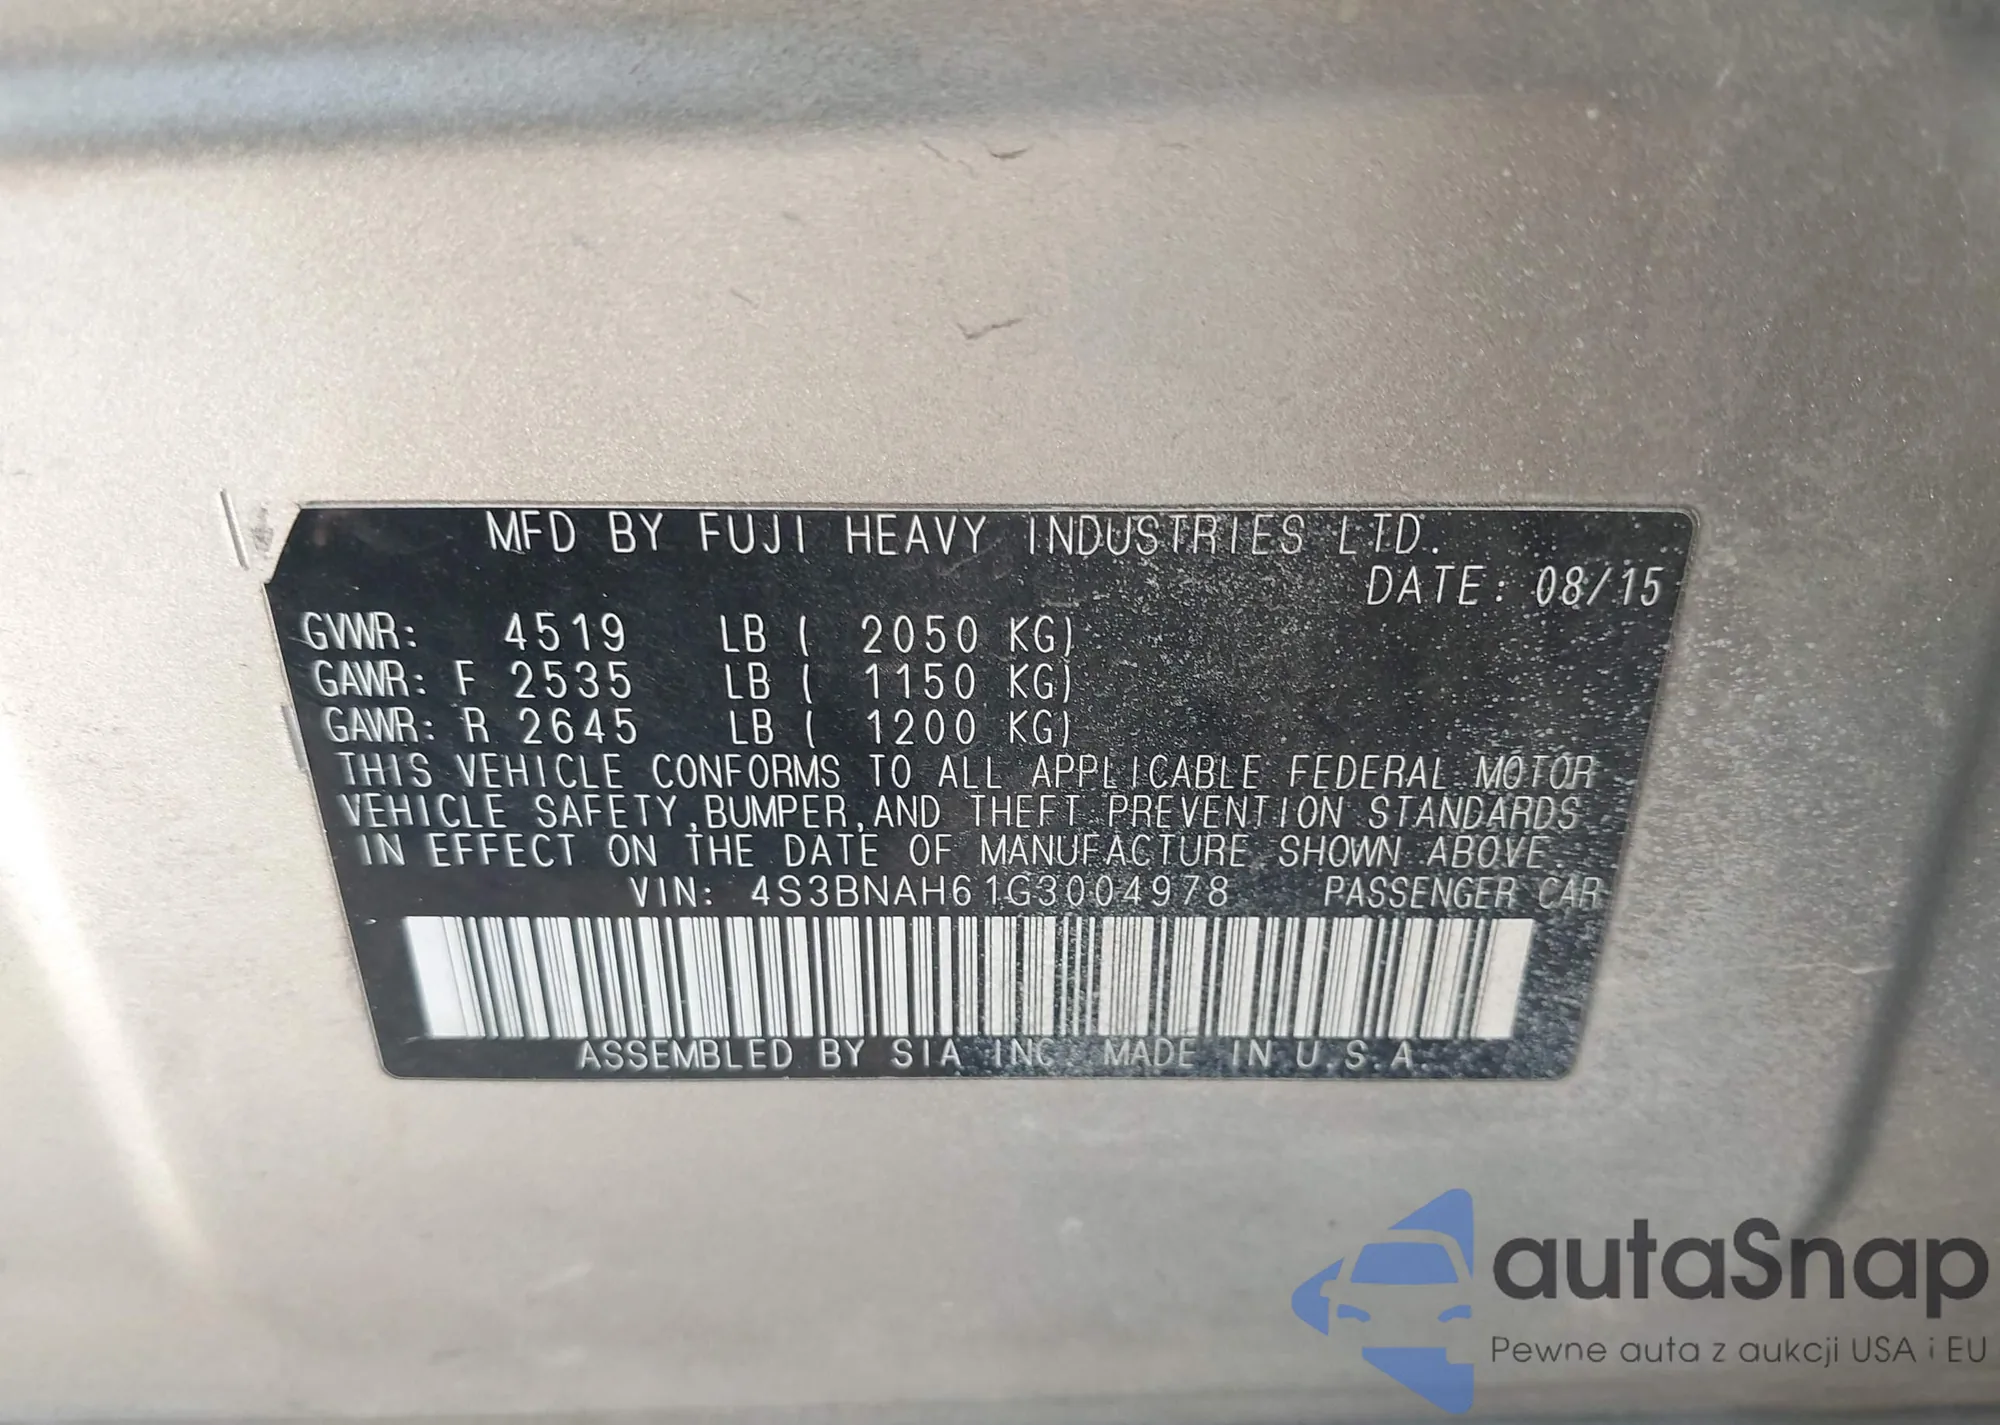 MFD BY FUJI HEAVY INDUSTRIES LTD.
DATE: 08/15
GVWR: 4519 LB ( 2050 KG)
GAWR: F 2535 LB ( 1150 KG)
GAWR: R 2645 LB ( 1200 KG)
THIS VEHICLE CONFORMS TO ALL APPLICABLE FEDERAL MOTOR
VEHICLE SAFETY,BUMPER,AND THEFT PREVENTION STANDARDS
IN EFFECT ON THE DATE OF MANUFACTURE SHOWN ABOVE.
VIN: 4S3BNAH61G3004978 PASSENGER CAR
ASSEMBLED BY SIA INC. MADE IN U.S.A.
autaSnap
Pewne auta z aukcji USA i EU